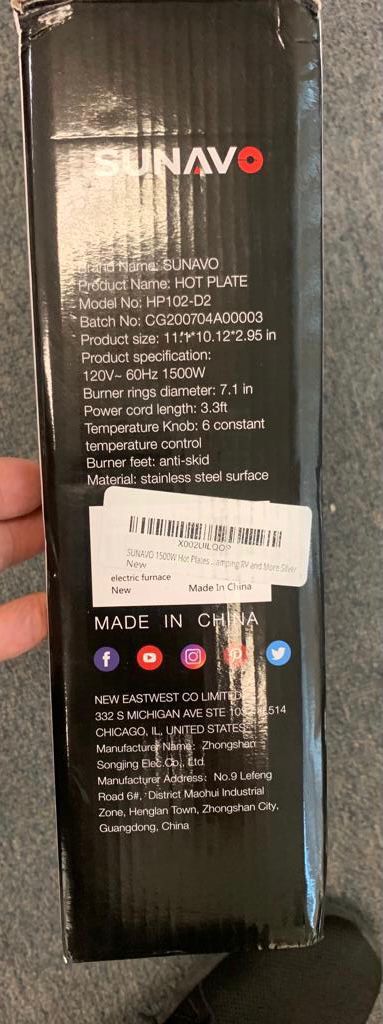 SUNAVO
Brand Name: SUNAVO
Product Name: HOT PLATE
Model No: HP102-D2
Batch No: CG200704A00003
Product size: 11.1*10.12*2.95 in
Product specification:
120V~ 60Hz 1500W
Burner rings diameter: 7.1 in
Power cord length: 3.3ft
Temperature Knob: 6 constant
temperature control
Burner feet: anti-skid
Material: stainless steel surface
SUNAVO 1500W Hot Plates ...amping RV and More Silver
New
electric furnace
New Made In China
MADE IN CHINA
NEW EASTWEST CO LIMITED
332 S MICHIGAN AVE STE
CHICAGO, IL, UNITED STATES
Manufacturer Name: Zhongshan
Songjing Elec.Co., Ltd
Manufacturer Address: No.9 Lefeng
Road 6#, District Maohui Industrial
Zone, Henglan Town, Zhongshan City,
Guangdong, China